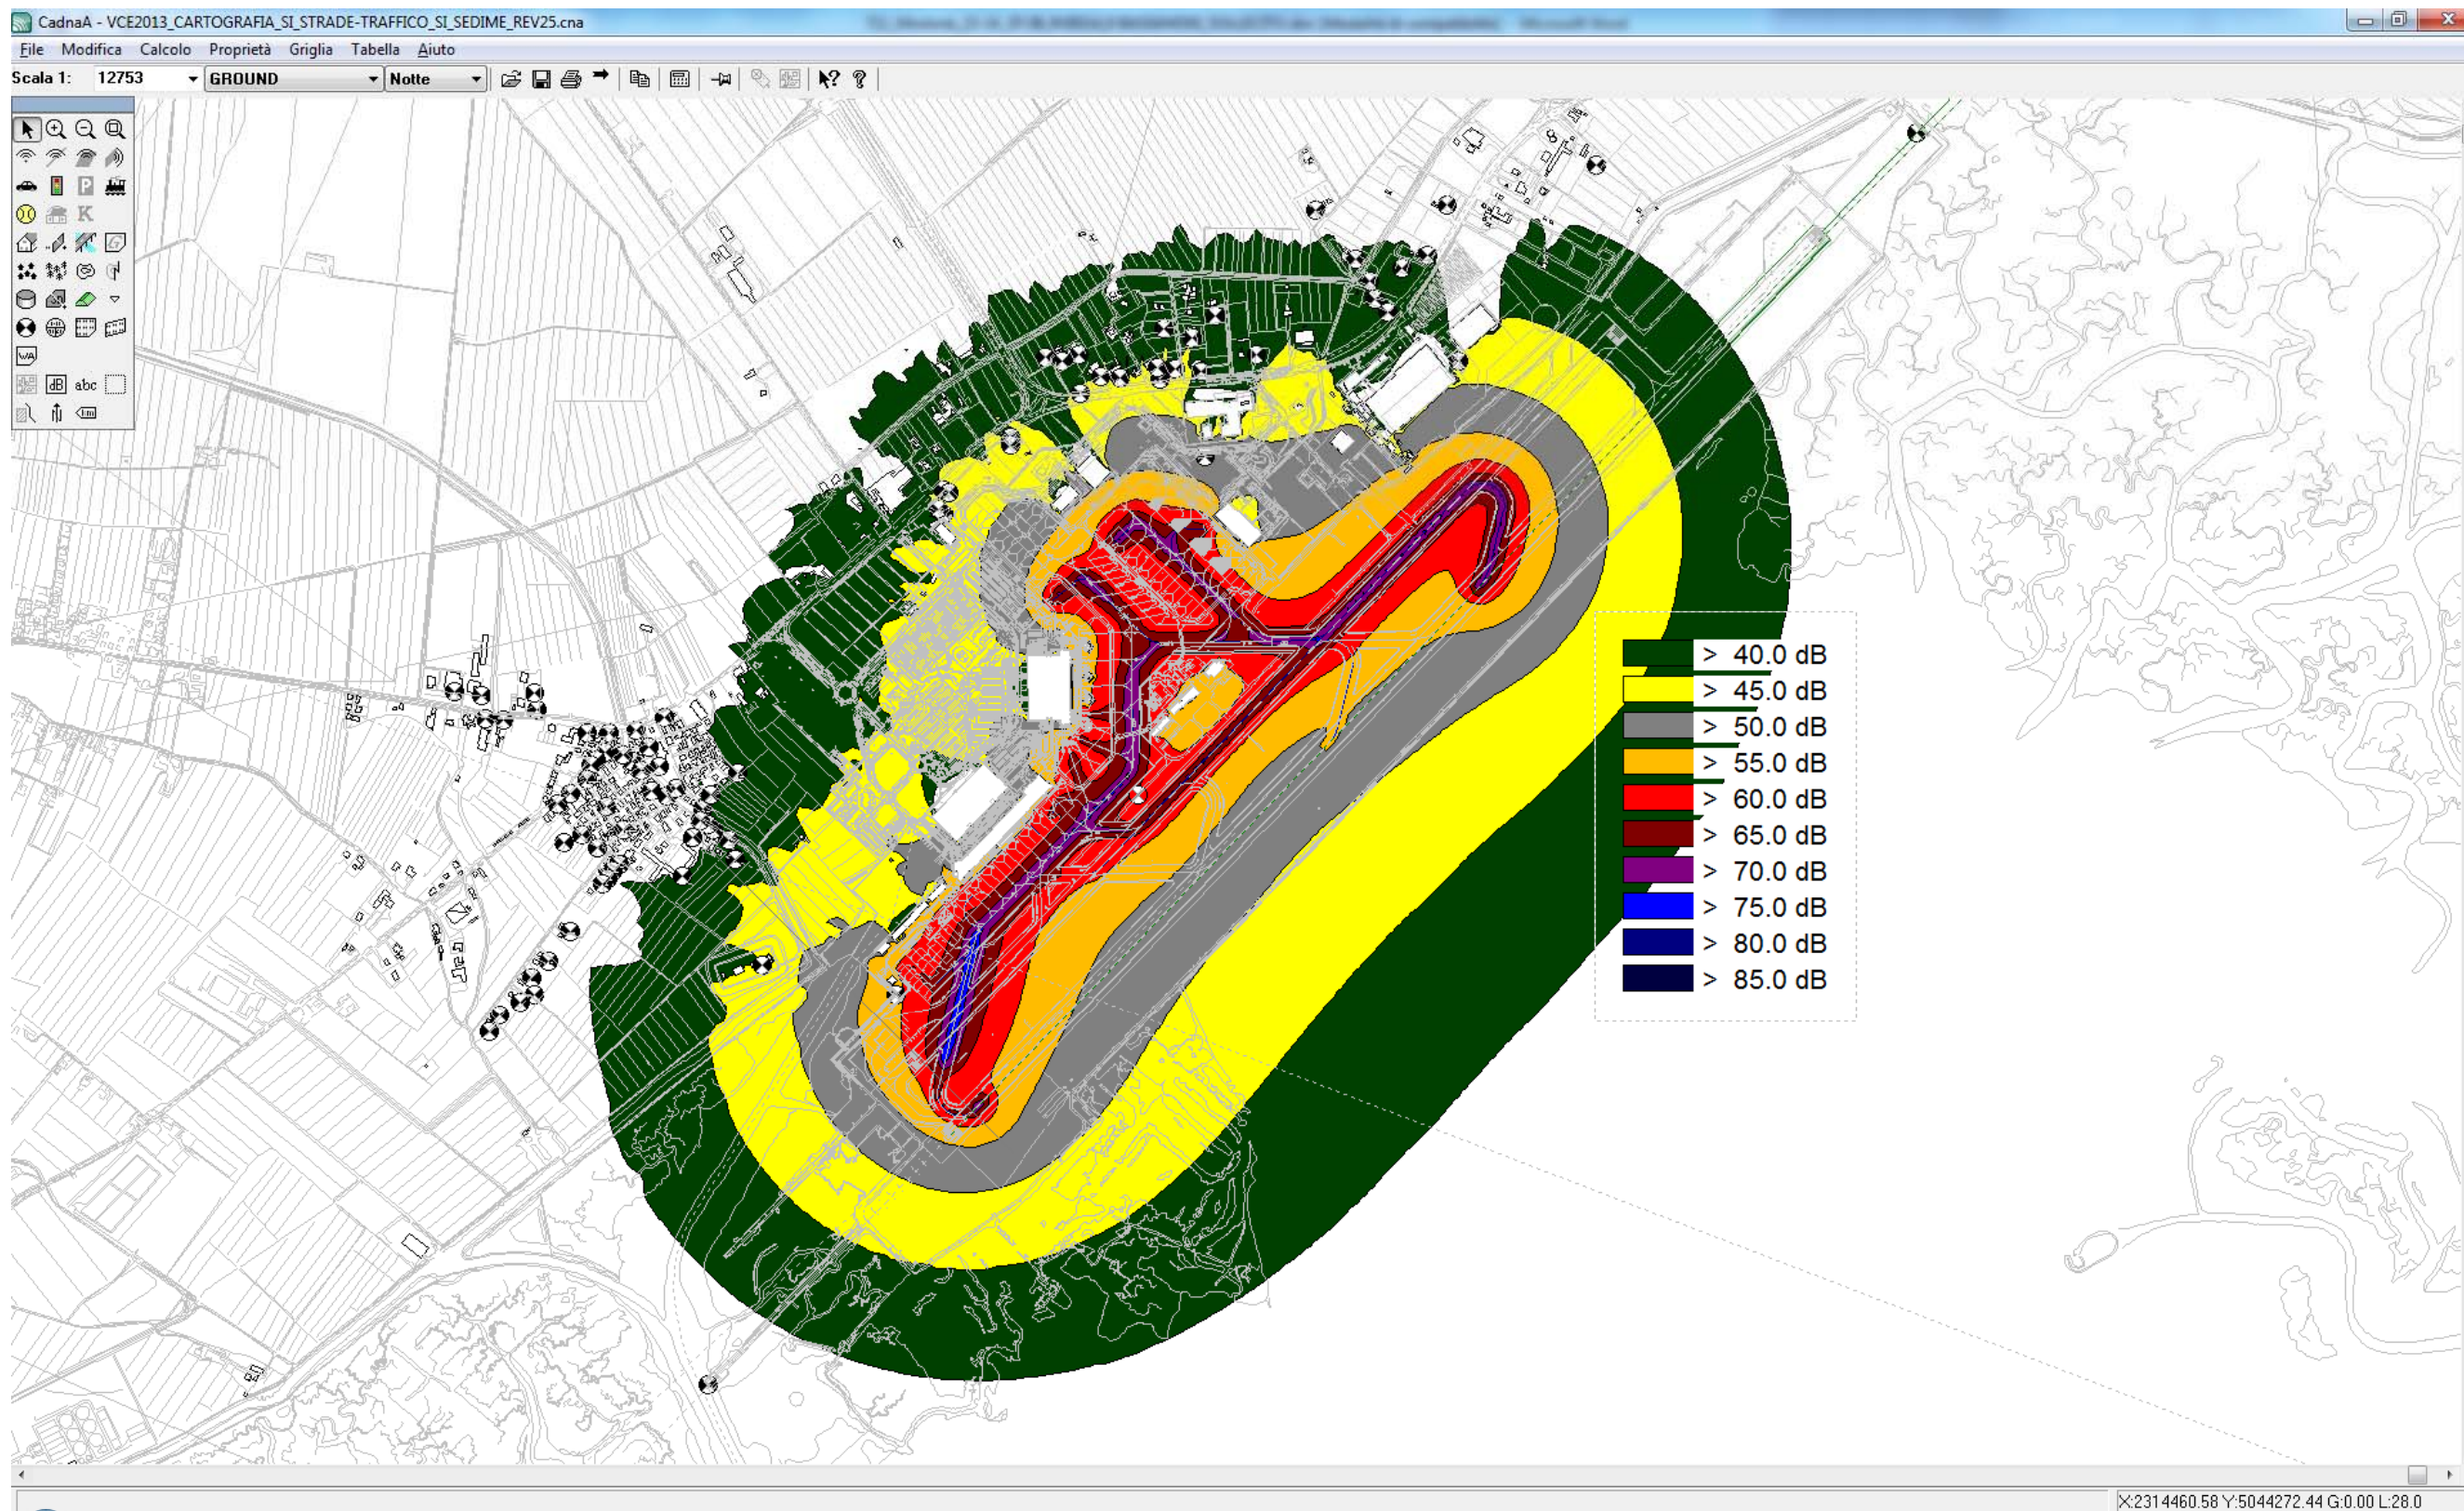 CadnaA - VCE2013_CARTOGRAFIA_SI_STRADE-TRAFFICO_SI_SEDIME_REV25.cna
File Modifica Calcolo Proprietà Griglia Tabella Aiuto
Scala 1: 12753 GROUND Notte
P
K
WA
dB abc
> 40.0 dB
> 45.0 dB
> 50.0 dB
> 55.0 dB
> 60.0 dB
> 65.0 dB
> 70.0 dB
> 75.0 dB
> 80.0 dB
> 85.0 dB
X:2314460.58 Y:5044272.44 G:0.00 L:28.0